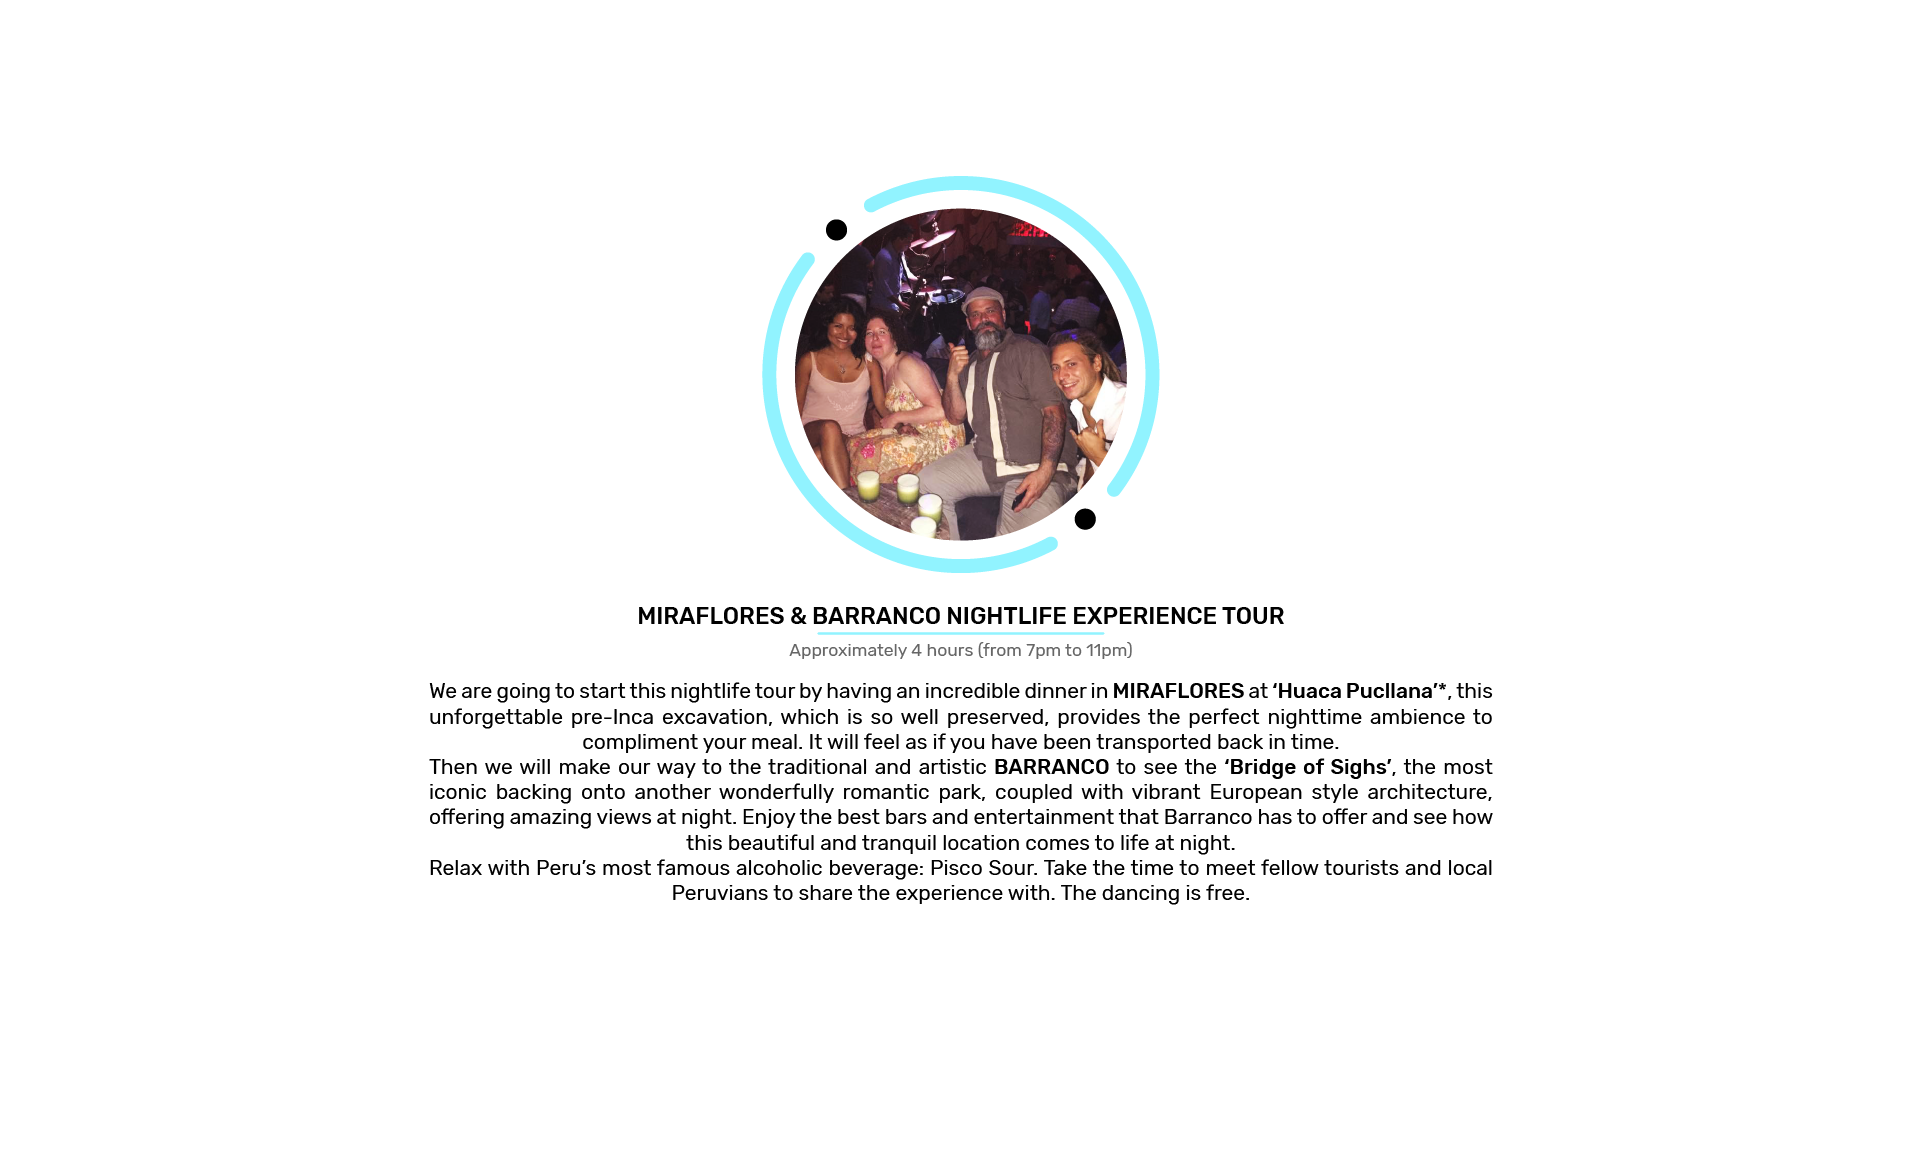 MIRAFLORES & BARRANCO NIGHTLIFE EXPERIENCE TOUR
Approximately 4 hours (from 7pm to 11pm)
We are going to start this nightlife tour by having an incredible dinner in MIRAFLORES at ‘Huaca Pucllana’*, this
unforgettable pre-Inca excavation, which is so well preserved, provides the perfect nighttime ambience to
compliment your meal. It will feel as if you have been transported back in time.
Then we will make our way to the traditional and artistic BARRANCO to see the ‘Bridge of Sighs’, the most
iconic backing onto another wonderfully romantic park, coupled with vibrant European style architecture,
offering amazing views at night. Enjoy the best bars and entertainment that Barranco has to offer and see how
this beautiful and tranquil location comes to life at night.
Relax with Peru’s most famous alcoholic beverage: Pisco Sour. Take the time to meet fellow tourists and local
Peruvians to share the experience with. The dancing is free.